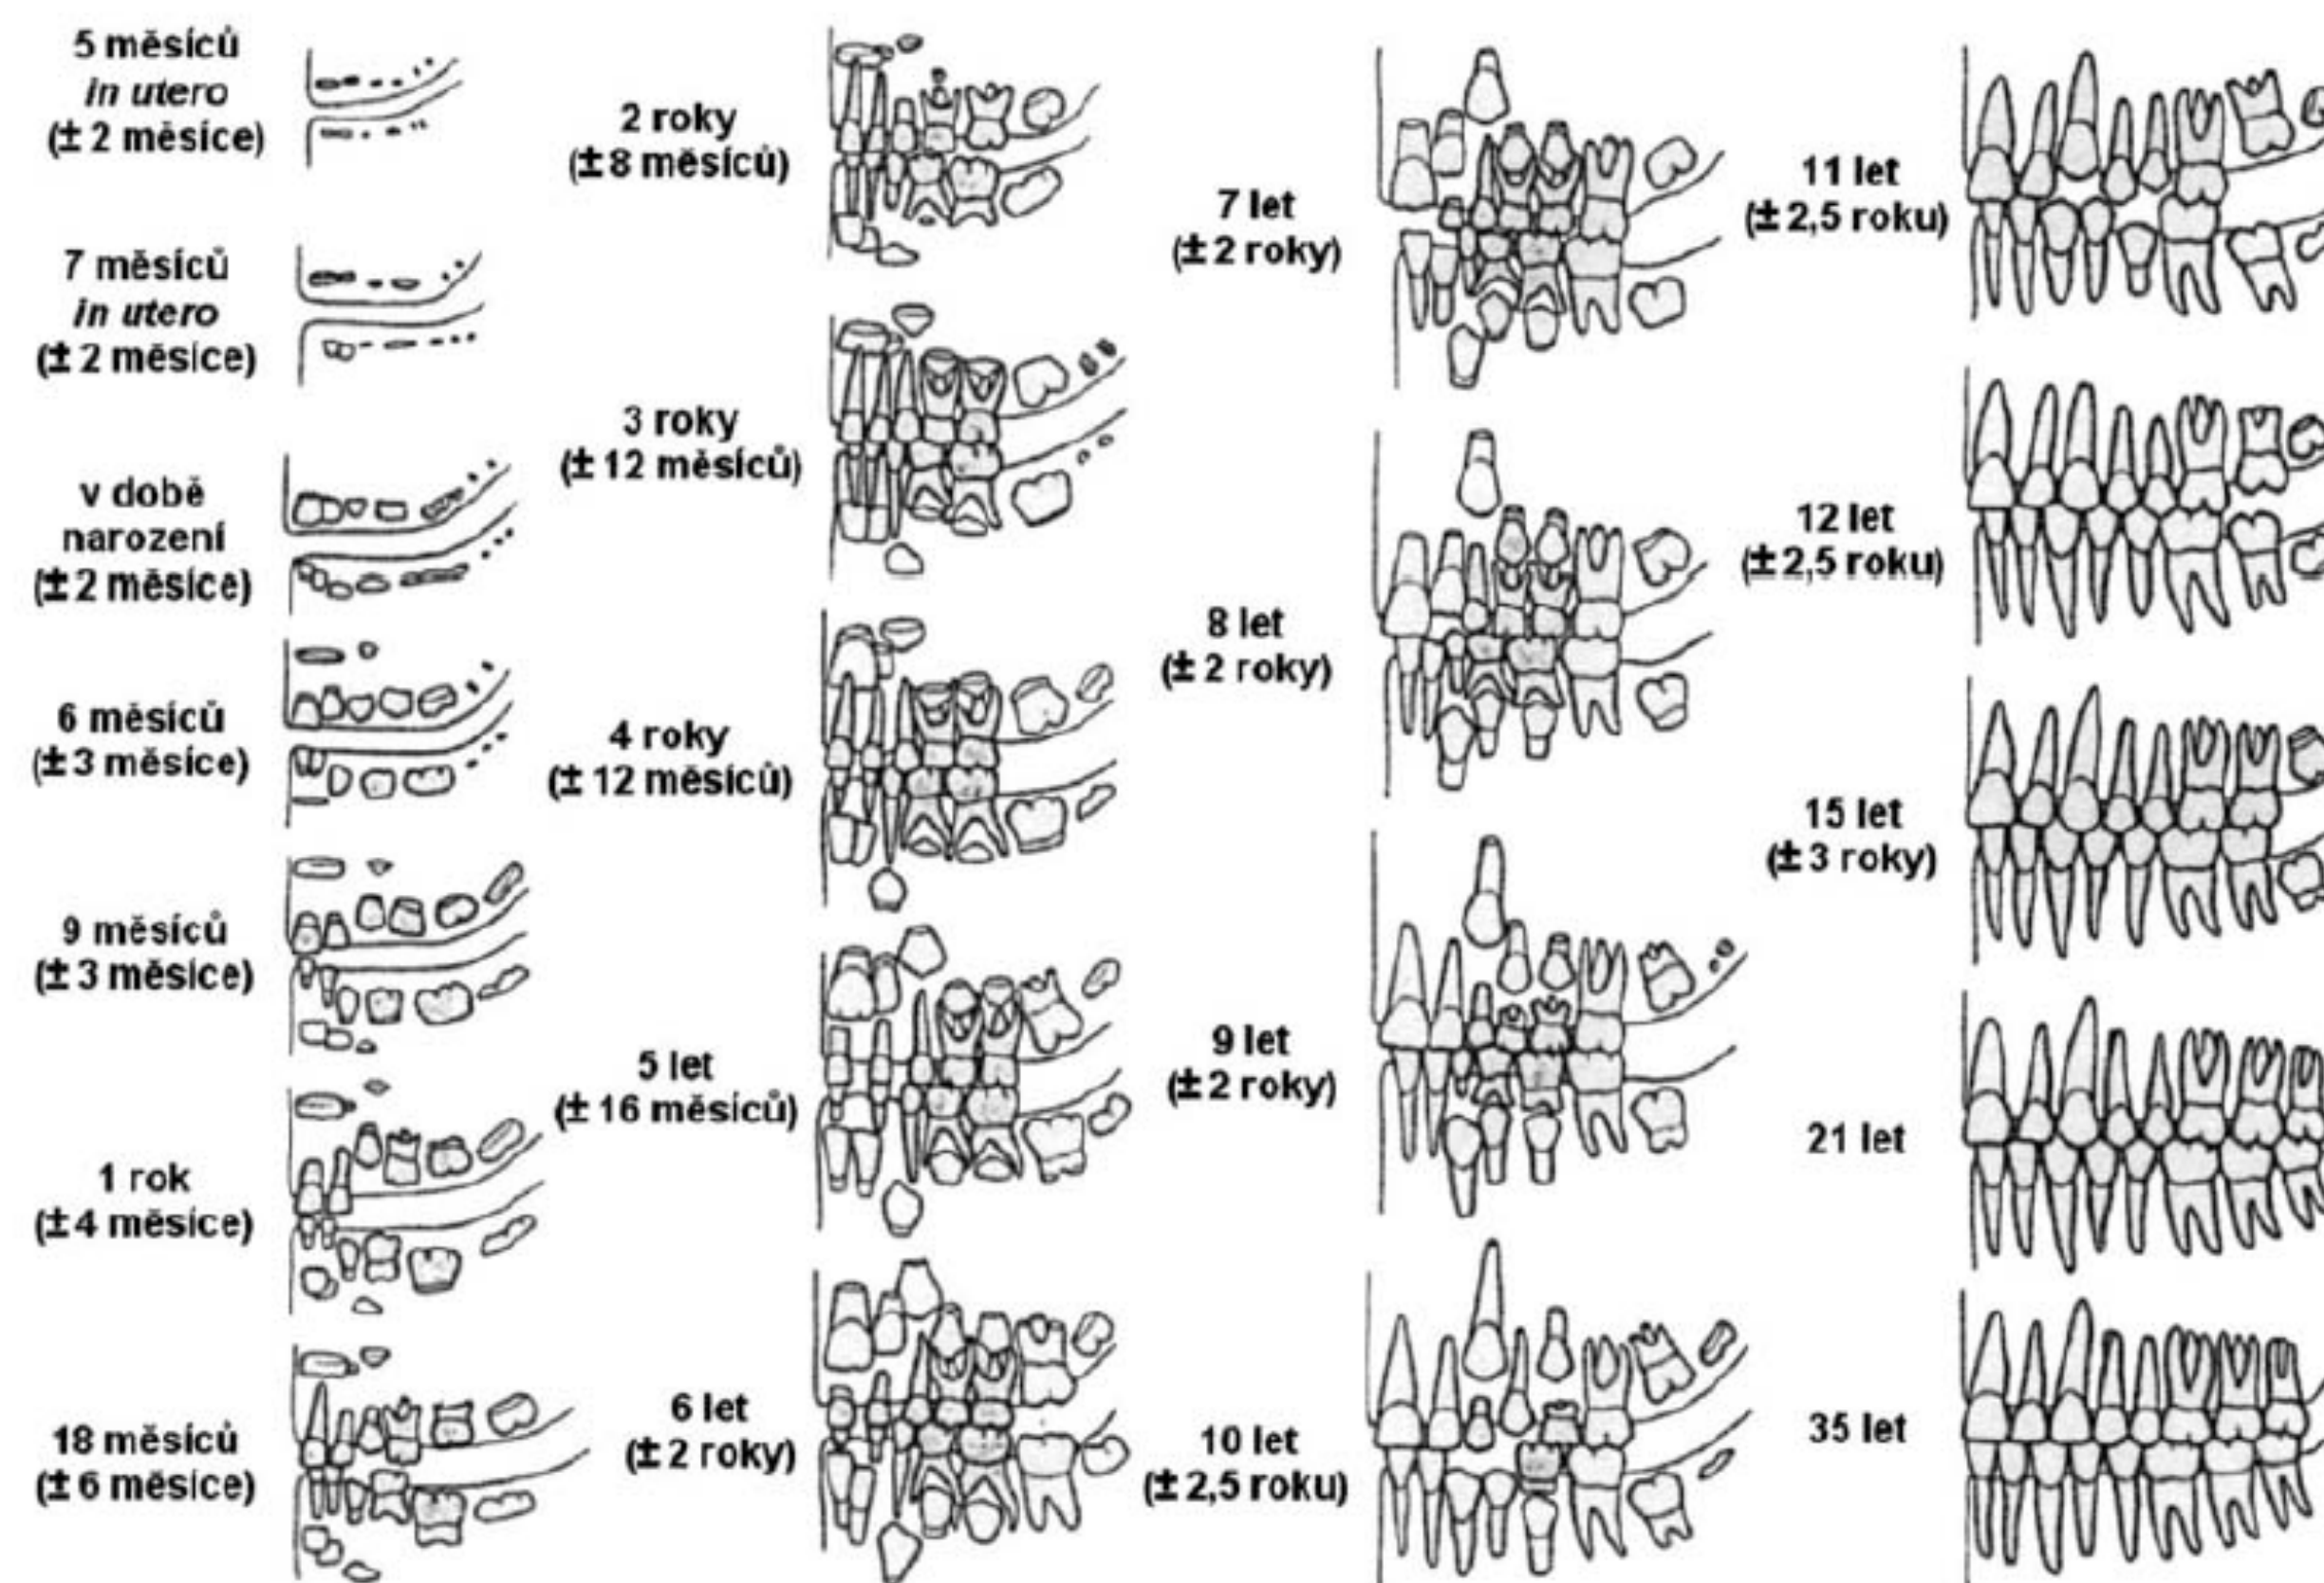 5 měsíců
in utero
(± 2 měsíce)
7 měsíců
in utero
(± 2 měsíce)
v době
narození
(± 2 měsíce)
6 měsíců
(± 3 měsíce)
9 měsíců
(± 3 měsíce)
1 rok
(± 4 měsíce)
18 měsíců
(± 6 měsíce)
2 roky
(± 8 měsíců)
3 roky
(± 12 měsíců)
4 roky
(± 12 měsíců)
5 let
(± 16 měsíců)
6 let
(± 2 roky)
7 let
(± 2 roky)
8 let
(± 2 roky)
9 let
(± 2 roky)
10 let
(± 2,5 roku)
11 let
(± 2,5 roku)
12 let
(± 2,5 roku)
15 let
(± 3 roky)
21 let
35 let